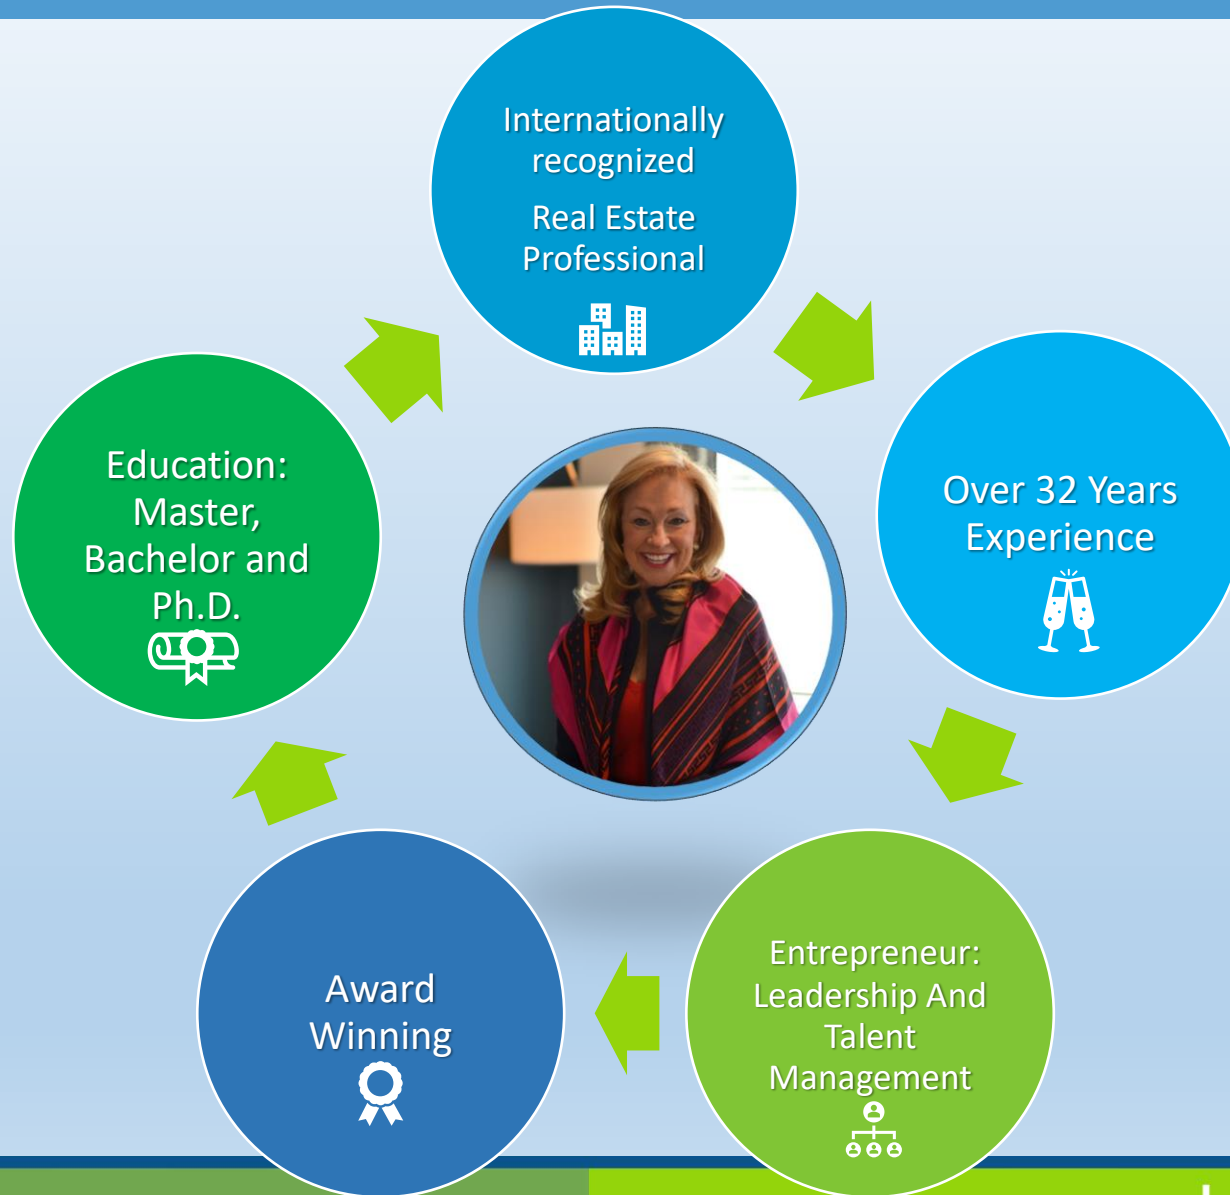 Internationally
recognized
Real Estate
Professional
Over 32 Years
Experience
Entrepreneur:
Leadership And
Talent
Management
Award
Winning
Education:
Master,
Bachelor and
Ph.D.